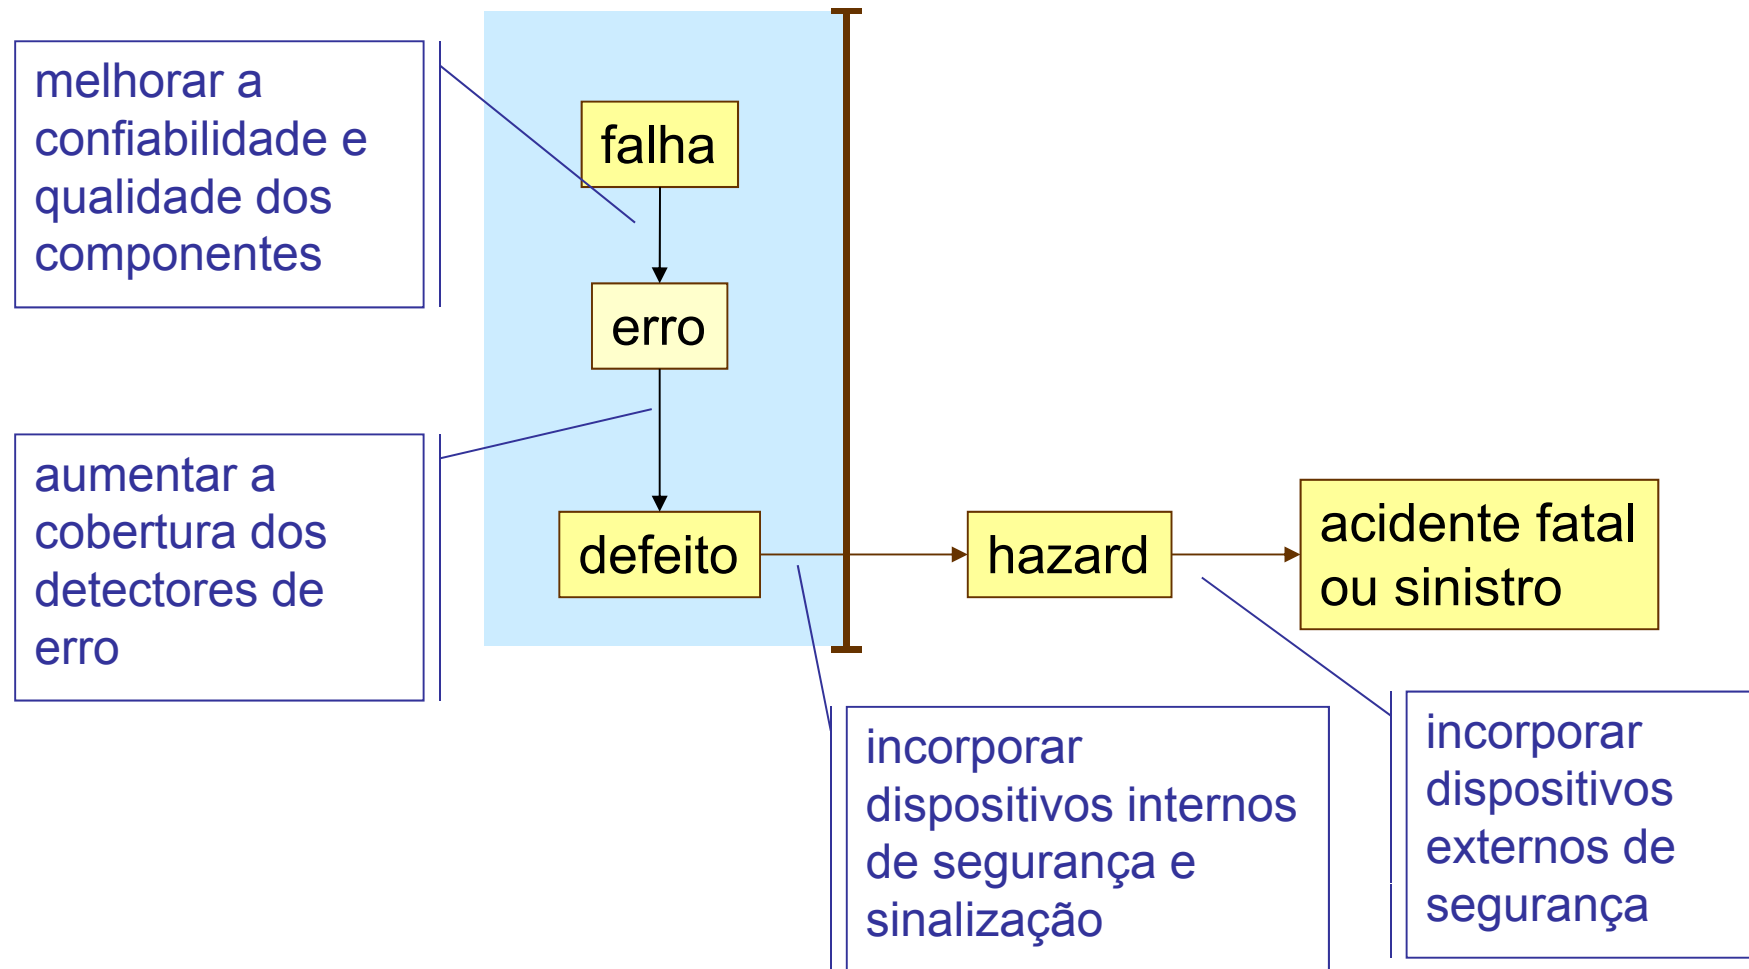 melhorar a
confiabilidade e
qualidade dos
componentes
falha
erro
aumentar a
cobertura dos
detectores de
erro
defeito
hazard
acidente fatal
ou sinistro
incorporar
dispositivos internos
de segurança e
sinalização
incorporar
dispositivos
externos de
segurança